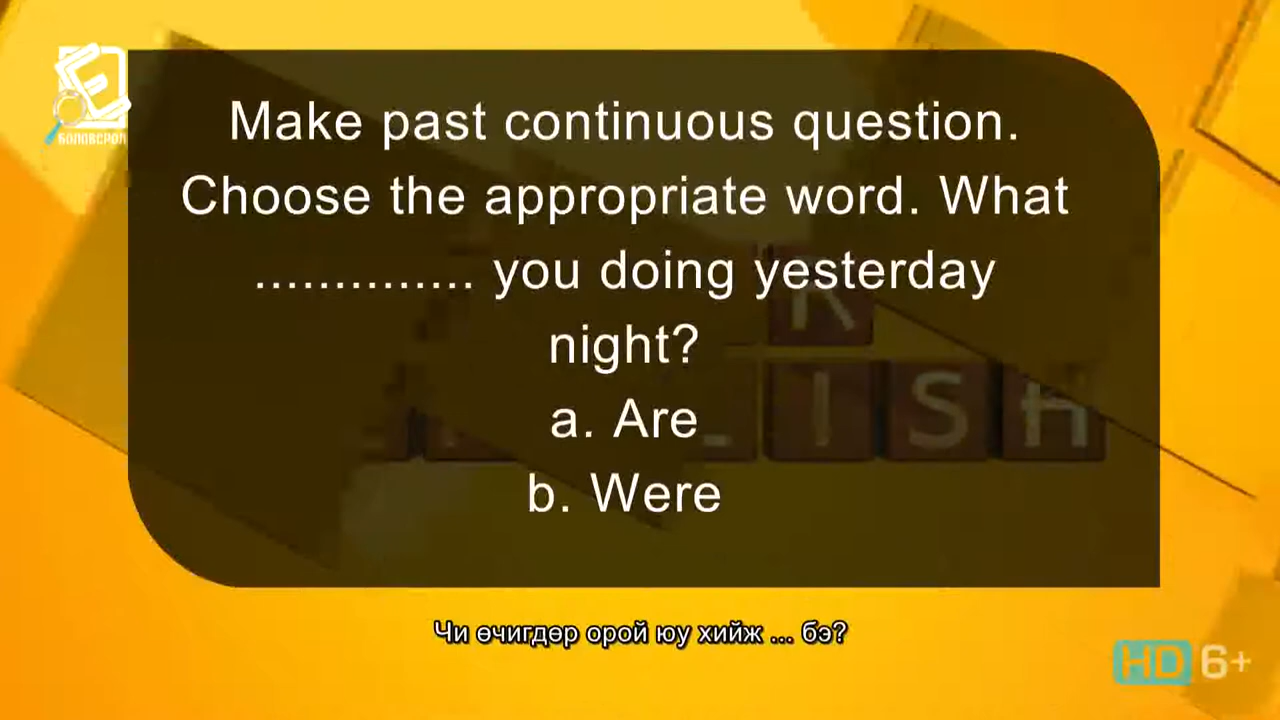 БОЛОВСРОЛ
Make past continuous question.
Choose the appropriate word. What
.............. you doing yesterday
night?
a. Are
b. Were
K
L I S H
Чи өчигдөр орой юу хийж ... бэ?
HD 6+